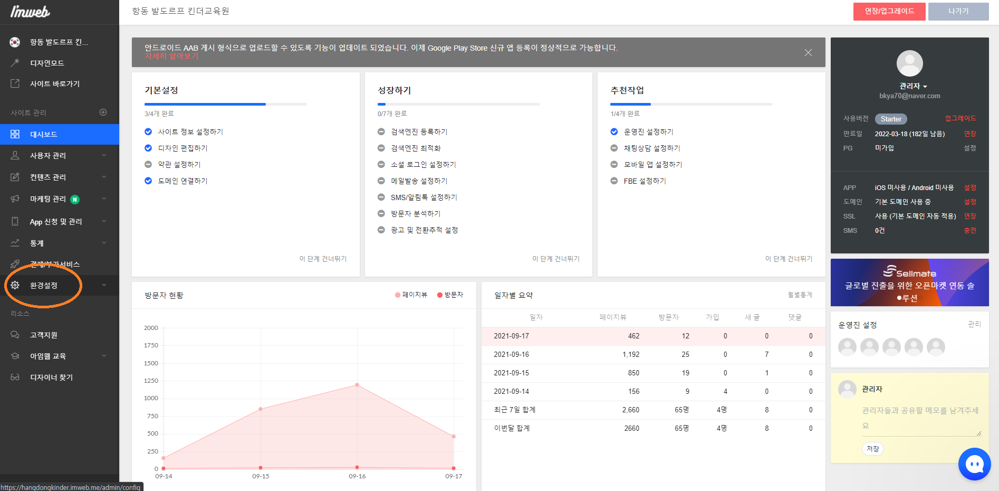 I'mweb
항동 발도르프 킨더교육원
연장/업그레이드
나가기
항동 발도르프 킨...
디자인모드
사이트 바로가기
사이트 관리
대시보드
사용자 관리
컨텐츠 관리
마케팅 관리 N
App 신청 및 관리
통계
결제/부가서비스
환경설정
리소스
고객지원
아임웹 교육
디자이너 찾기
https://hangdongkinder.imweb.me/admin/config
안드로이드 AAB 게시 형식으로 업로드할 수 있도록 기능이 업데이트 되었습니다. 이제 Google Play Store 신규 앱 등록이 정상적으로 가능합니다.
자세히 알아보기
기본설정
3/4개 완료
사이트 정보 설정하기
디자인 편집하기
약관 설정하기
도메인 연결하기
이 단계 건너뛰기
성장하기
0/7개 완료
검색엔진 등록하기
검색엔진 최적화
소셜 로그인 설정하기
메일발송 설정하기
SMS/알림톡 설정하기
방문자 분석하기
광고 및 전환추적 설정
이 단계 건너뛰기
추천작업
1/4개 완료
운영진 설정하기
채팅상담 설정하기
모바일 앱 설정하기
FBE 설정하기
이 단계 건너뛰기
방문자 현황
페이지뷰 방문자
2000
1750
1500
1250
1000
750
500
250
0
09-14 09-15 09-16 09-17
일자별 요약
월별통계
일자 페이지뷰 방문자 가입 새 글 댓글
2021-09-17 462 12 0 0 0
2021-09-16 1,192 25 0 7 0
2021-09-15 850 19 0 1 0
2021-09-14 156 9 4 0 0
최근 7일 합계 2,660 65명 4명 8 0
이번달 합계 2660 65명 4명 8 0
관리자
bkya70@naver.com
사용버전 Starter 업그레이드
만료일 2022-03-18 (182일 남음) 연장
PG 미가입 설정
APP iOS 미사용 / Android 미사용 설정
도메인 기본 도메인 사용 중 설정
SSL 사용 (기본 도메인 자동 적용) 연장
SMS 0건 충전
Sellmate
글로벌 진출을 위한 오픈마켓 연동 솔
루션
운영진 설정 관리
관리자
관리자들과 공유할 메모를 남겨주세
요
저장